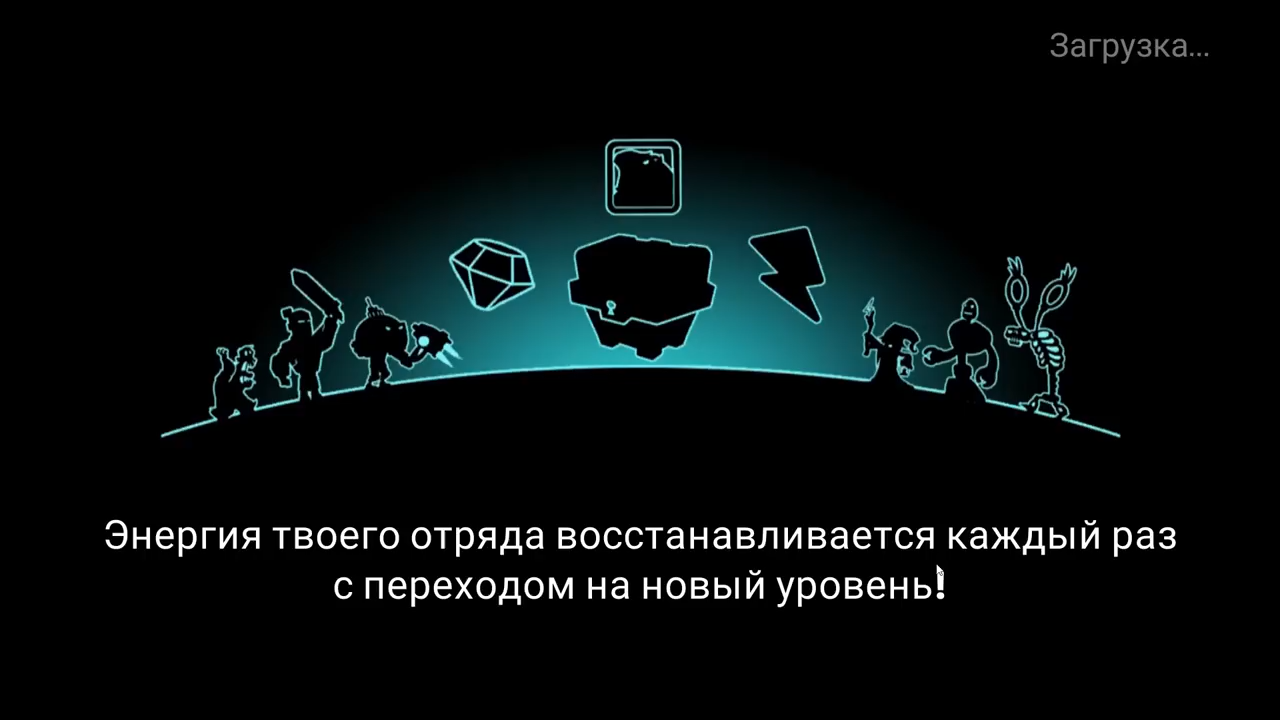 Загрузка...
Энергия твоего отряда восстанавливается каждый раз
с переходом на новый уровень!